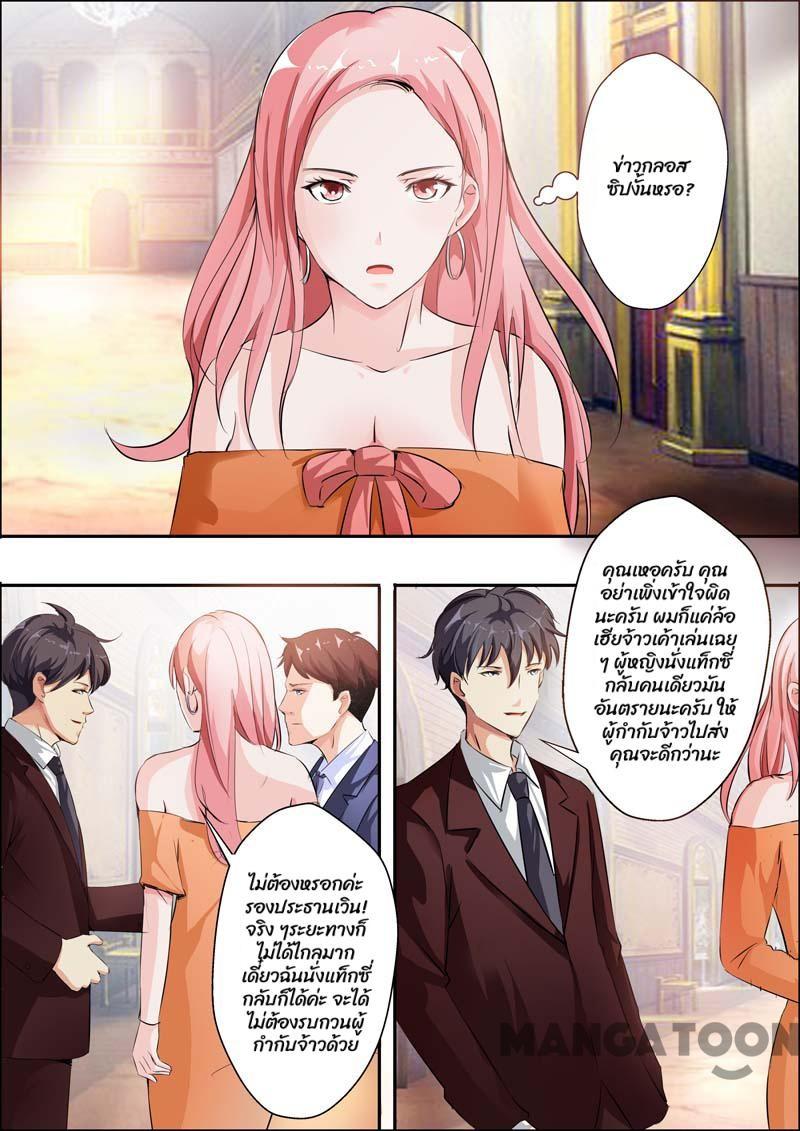 ข่าวกลอส
ซิปงั้นหรอ?
ไม่ต้องหรอกค่ะ
รองประธานเวิน!
จริง ๆระยะทางก็
ไม่ได้ไกลมาก
เดี๋ยวฉันนั่งแท็กซี่
กลับก็ได้ค่ะ จะได้
ไม่ต้องรบกวนผู้
กำกับจ้าวด้วย
คุณเหอครับ คุณ
อย่าเพิ่งเข้าใจผิด
นะครับ ผมก็แค่ล้อ
เฮียจ้าวเค้าเล่นเฉย
ๆ ผู้หญิงนั่งแท็กซี่
กลับคนเดียวมัน
อันตรายนะครับ ให้
ผู้กำกับจ้าวไปส่ง
คุณจะดีกว่านะ
MANGATOON